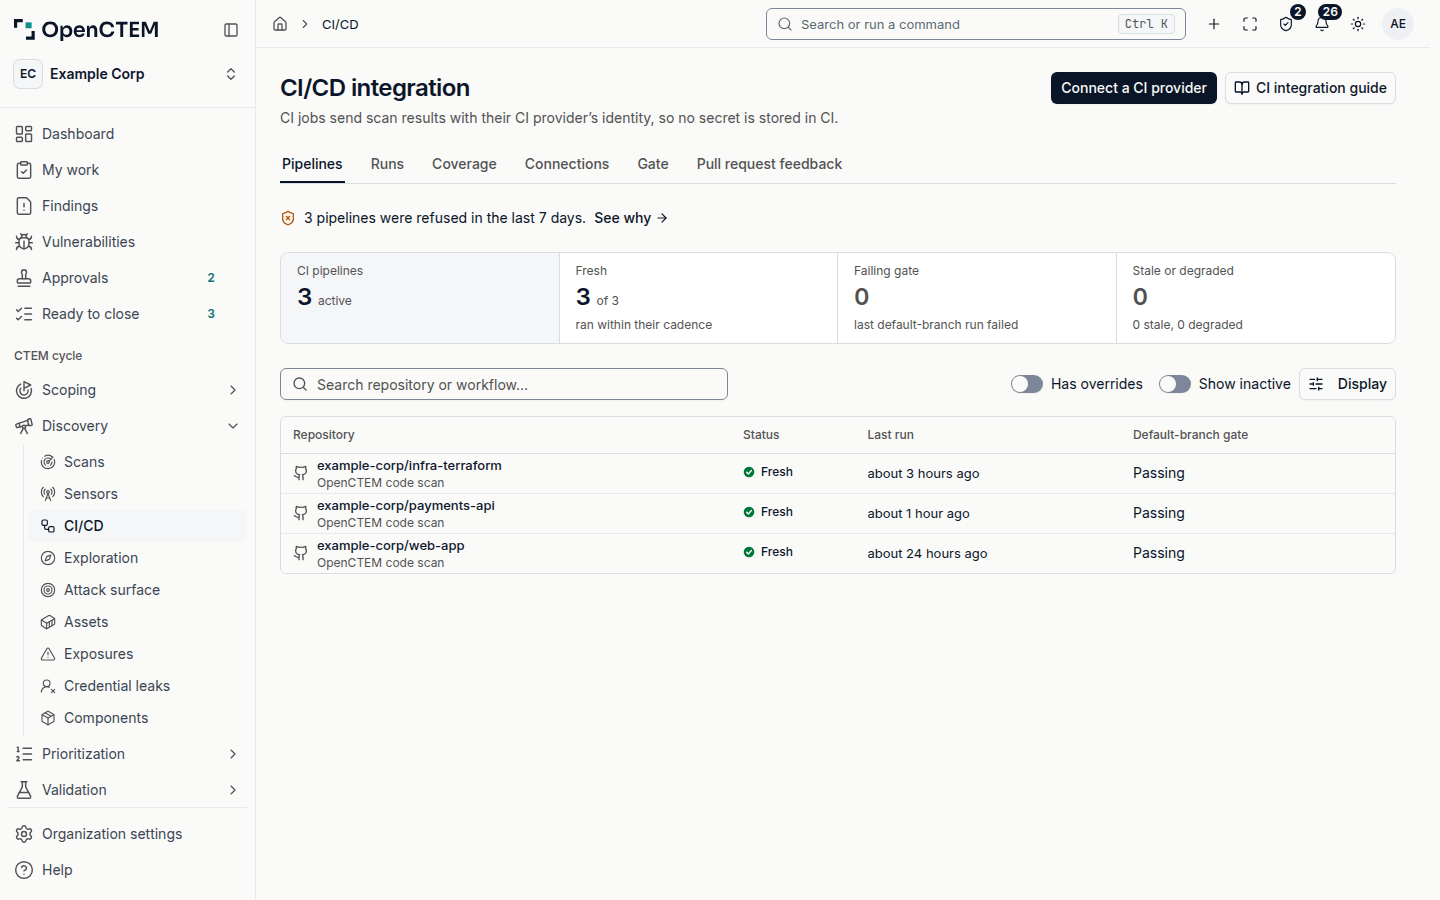 OpenCTEM
EC Example Corp
Dashboard
My work
Findings
Vulnerabilities
Approvals 2
Ready to close 3
CTEM cycle
Scoping
Discovery
Scans
Sensors
CI/CD
Exploration
Attack surface
Assets
Exposures
Credential leaks
Components
Prioritization
Validation
Organization settings
Help
CI/CD
Search or run a command Ctrl K
2
26
AE
CI/CD integration
CI jobs send scan results with their CI provider’s identity, so no secret is stored in CI.
Connect a CI provider
CI integration guide
Pipelines Runs Coverage Connections Gate Pull request feedback
3 pipelines were refused in the last 7 days. See why →
CI pipelines
3 active
Fresh
3 of 3
ran within their cadence
Failing gate
0
last default-branch run failed
Stale or degraded
0
0 stale, 0 degraded
Search repository or workflow...
Has overrides
Show inactive
Display
Repository Status Last run Default-branch gate
example-corp/infra-terraform
OpenCTEM code scan
Fresh about 3 hours ago Passing
example-corp/payments-api
OpenCTEM code scan
Fresh about 1 hour ago Passing
example-corp/web-app
OpenCTEM code scan
Fresh about 24 hours ago Passing